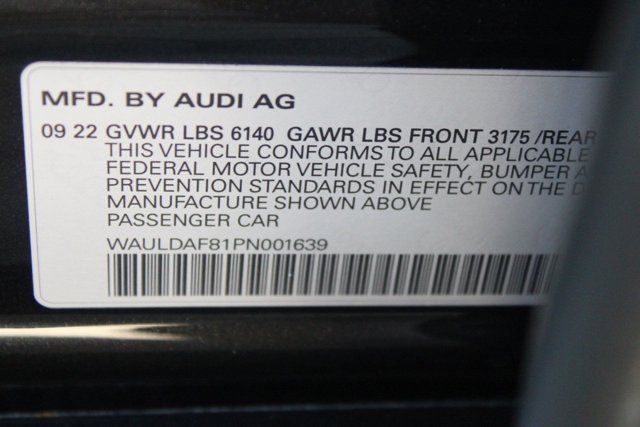 MFD. BY AUDI AG
09 22 GVWR LBS 6140 GAWR LBS FRONT 3175 /REAR
THIS VEHICLE CONFORMS TO ALL APPLICABLE
FEDERAL MOTOR VEHICLE SAFETY, BUMPER
PREVENTION STANDARDS IN EFFECT ON THE
MANUFACTURE SHOWN ABOVE
PASSENGER CAR
WAULDAF81PN001639